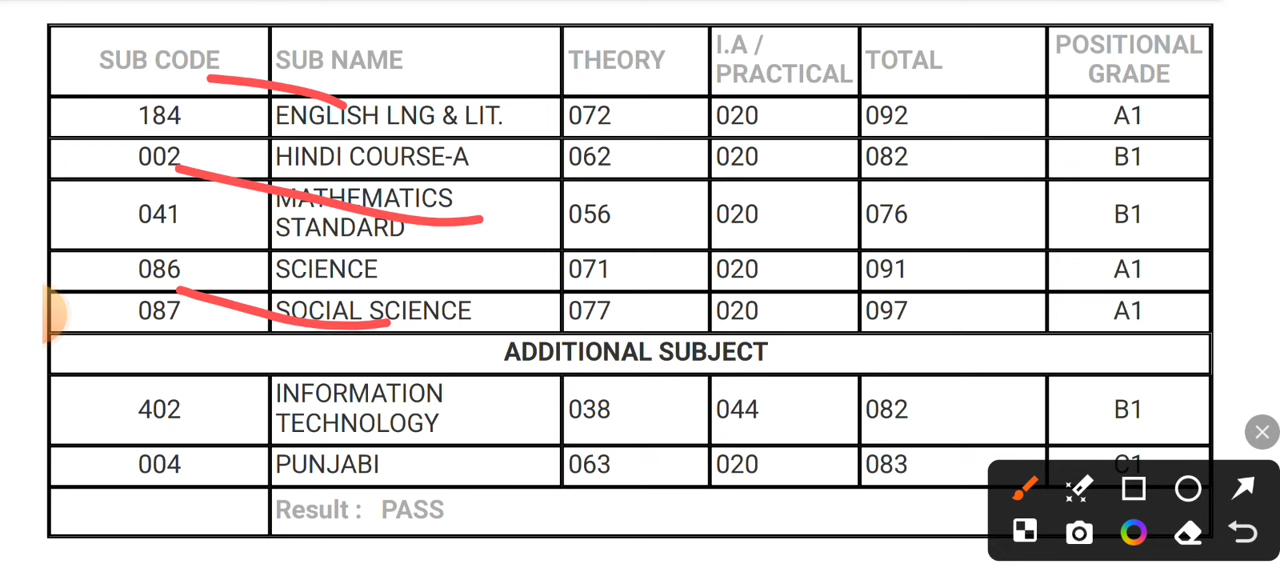 SUB CODE SUB NAME THEORY I.A / PRACTICAL TOTAL POSITIONAL GRADE
184 ENGLISH LNG & LIT. 072 020 092 A1
002 HINDI COURSE-A 062 020 082 B1
041 MATHEMATICS STANDARD 056 020 076 B1
086 SCIENCE 071 020 091 A1
087 SOCIAL SCIENCE 077 020 097 A1
ADDITIONAL SUBJECT
402 INFORMATION TECHNOLOGY 038 044 082 B1
004 PUNJABI 063 020 083 C1
Result : PASS